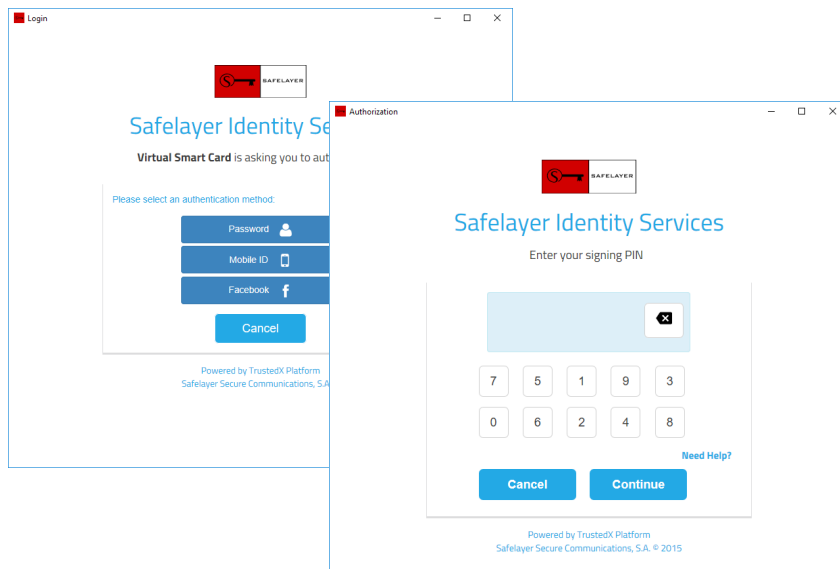 Login
SAFELAYER
Safelayer Identity Se
Virtual Smart Card is asking you to aut
Please select an authentication method:
Password
Mobile ID
Facebook
Cancel
Powered by TrustedX Platform
Safelayer Secure Communications, S.A
Authorization
S
SAFELAYER
Safelayer Identity Services
Enter your signing PIN
7 5 1 9 3
0 6 2 4 8
Need Help?
Cancel Continue
Powered by TrustedX Platform
Safelayer Secure Communications, S.A. © 2015